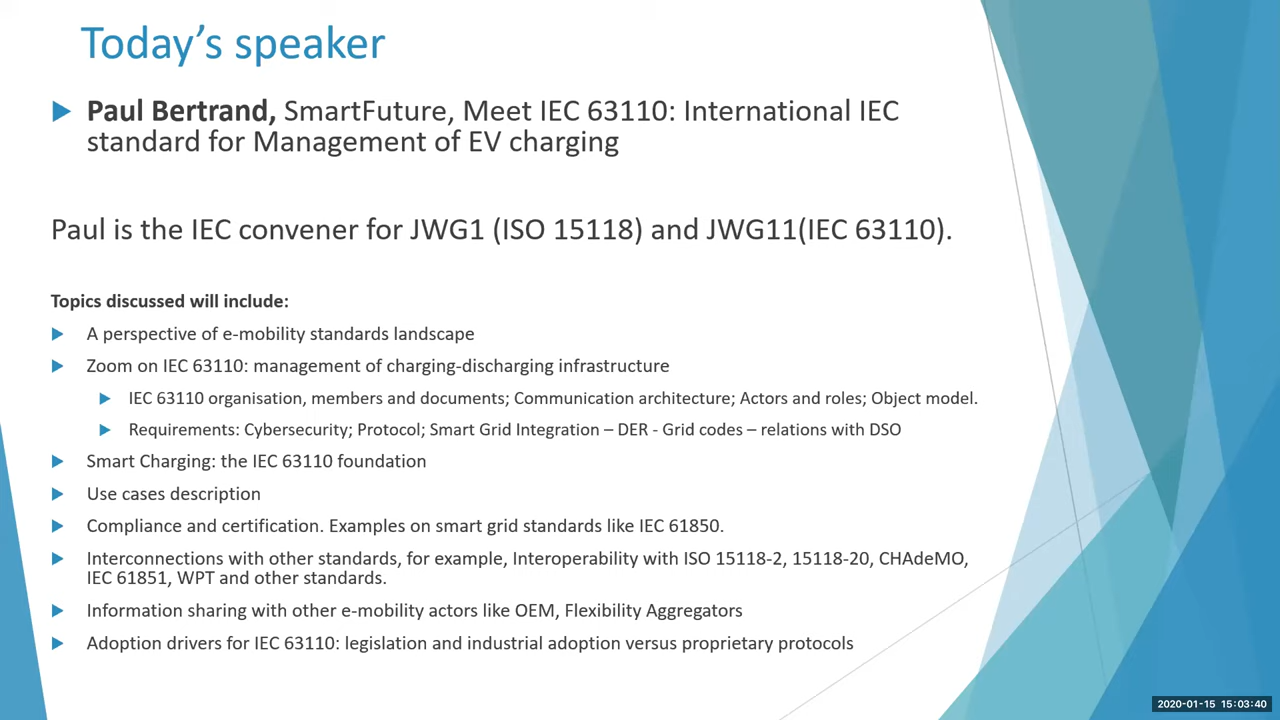 Today’s speaker
Paul Bertrand, SmartFuture, Meet IEC 63110: International IEC
standard for Management of EV charging
Paul is the IEC convener for JWG1 (ISO 15118) and JWG11(IEC 63110).
Topics discussed will include:
A perspective of e-mobility standards landscape
Zoom on IEC 63110: management of charging-discharging infrastructure
IEC 63110 organisation, members and documents; Communication architecture; Actors and roles; Object model.
Requirements: Cybersecurity; Protocol; Smart Grid Integration – DER - Grid codes – relations with DSO
Smart Charging: the IEC 63110 foundation
Use cases description
Compliance and certification. Examples on smart grid standards like IEC 61850.
Interconnections with other standards, for example, Interoperability with ISO 15118-2, 15118-20, CHAdeMO,
IEC 61851, WPT and other standards.
Information sharing with other e-mobility actors like OEM, Flexibility Aggregators
Adoption drivers for IEC 63110: legislation and industrial adoption versus proprietary protocols
2020-01-15 15:03:40